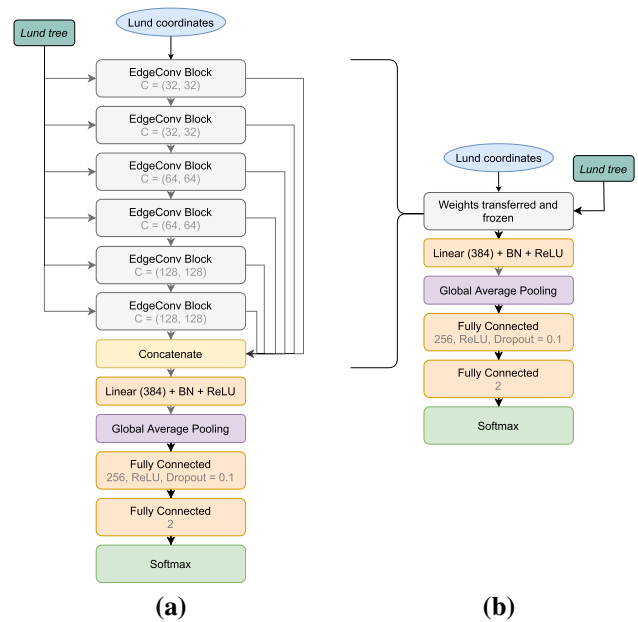 Lund tree
Lund coordinates
EdgeConv Block
C = (32, 32)
EdgeConv Block
C = (32, 32)
EdgeConv Block
C = (64, 64)
EdgeConv Block
C = (64, 64)
EdgeConv Block
C = (128, 128)
EdgeConv Block
C = (128, 128)
Concatenate
Linear (384) + BN + ReLU
Global Average Pooling
Fully Connected
256, ReLU, Dropout = 0.1
Fully Connected
2
Softmax
(a)
Lund coordinates
Lund tree
Weights transferred and
frozen
Linear (384) + BN + ReLU
Global Average Pooling
Fully Connected
256, ReLU, Dropout = 0.1
Fully Connected
2
Softmax
(b)